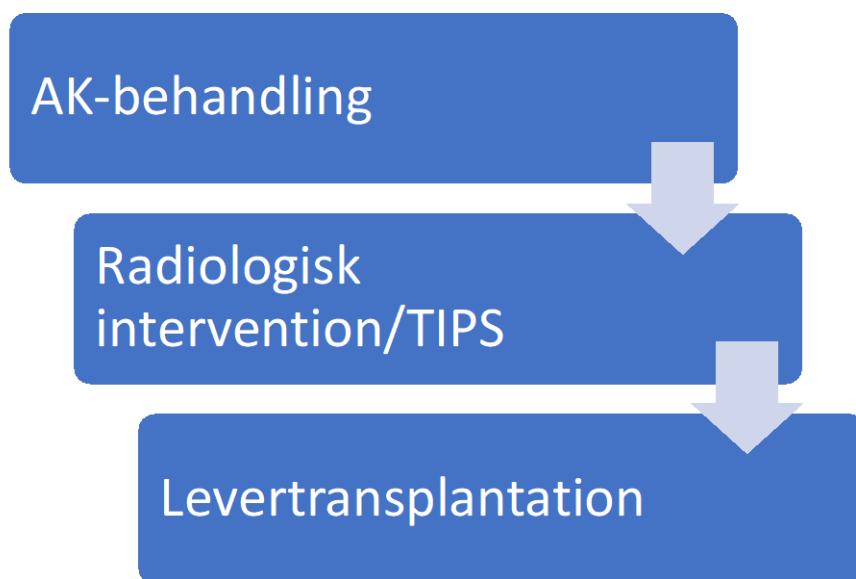 AK-behandling
Radiologisk
intervention/TIPS
Levertransplantation